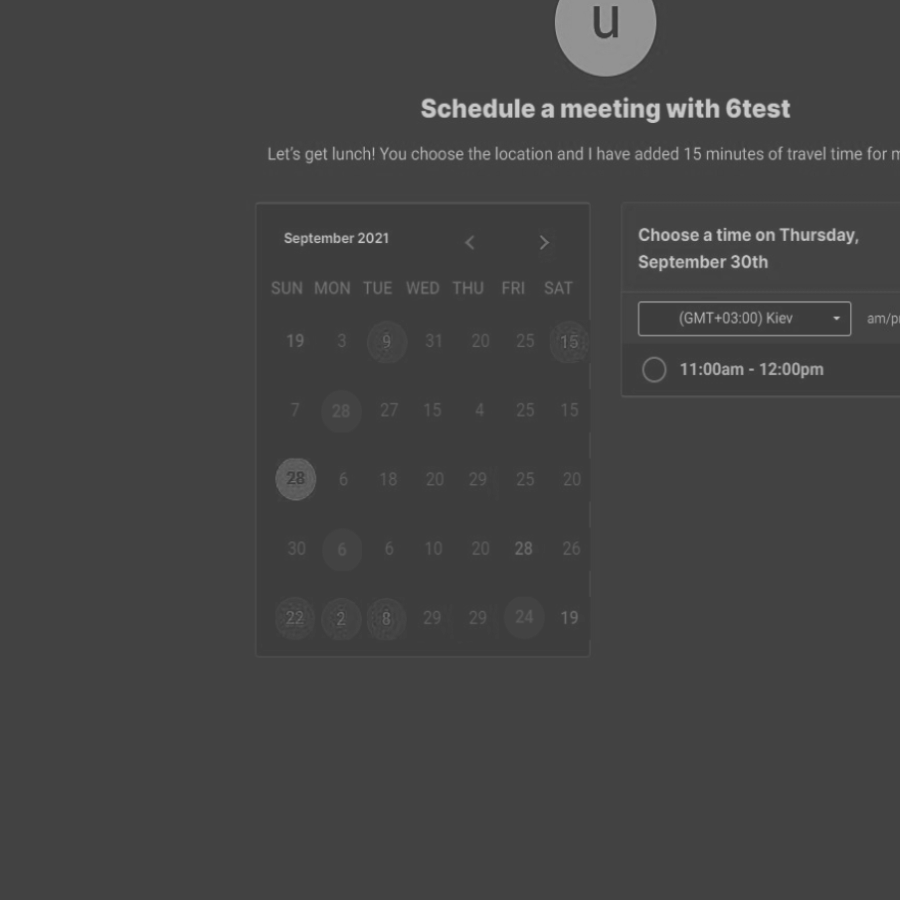 u
Schedule a meeting with 6test
Let's get lunch! You choose the location and I have added 15 minutes of travel time for
September 2021
SUN MON TUE WED THU FRI SAT
19 3 9 31 20 25 15
7 28 27 15 4 25 15
28 6 18 20 29 25 20
30 6 6 10 20 28 26
22 2 8 29 29 24 19
Choose a time on Thursday,
September 30th
(GMT+03:00) Kiev
am/p
11:00am - 12:00pm